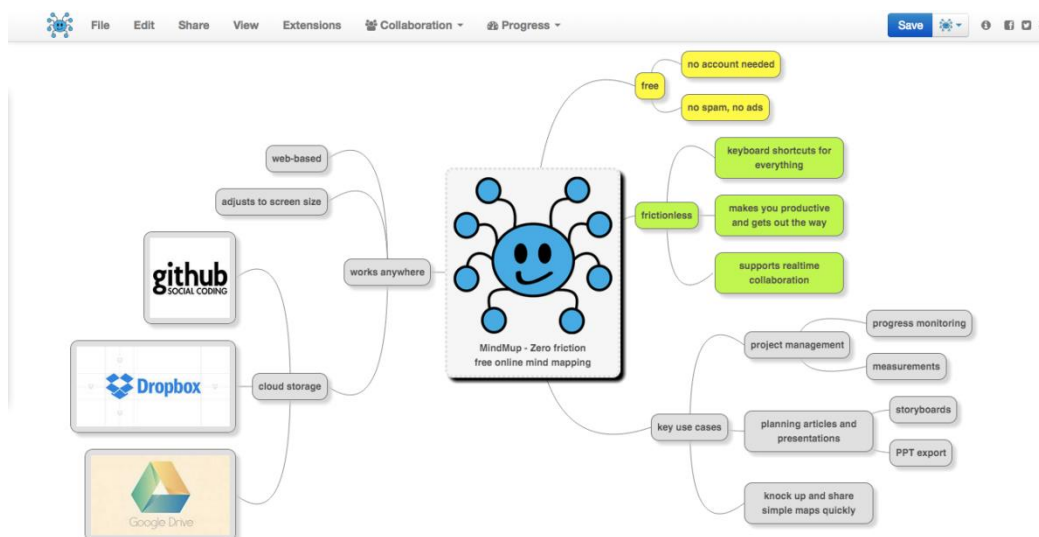 File Edit Share View Extensions Collaboration Progress Save
free
no account needed
no spam, no ads
frictionless
keyboard shortcuts for
everything
makes you productive
and gets out the way
supports realtime
collaboration
MindMup - Zero friction
free online mind mapping
works anywhere
web-based
adjusts to screen size
cloud storage
github
SOCIAL CODING
Dropbox
Google Drive
key use cases
project management
progress monitoring
measurements
planning articles and
presentations
storyboards
PPT export
knock up and share
simple maps quickly